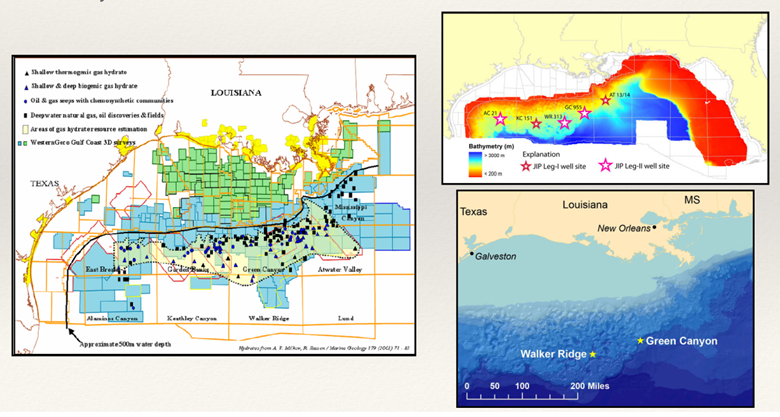 Shallow thermogenic gas hydrate
Shallow & deep biogenic gas hydrate
Oil & gas seeps with chemosynthetic communities
Deepwater natural gas, oil discoveries & fields
Areas of gas hydrate resource estimation
WesternGeco Gulf Coast 3D surveys
LOUISIANA
TEXAS
Mississippi
Canyon
East Breaks
Garden Banks
Green Canyon
Atwater Valley
Alaminos Canyon
Keathley Canyon
Walker Ridge
Lund
Approximate 500m water depth
Hydrates from A. V. Milkov, R. Sassen / Marine Geology 179 (2001) 71 -
AC 21
KC 151
WR 313
GC 955
AT 13/14
Bathymetry (m)
> 3000 m
< 200 m
Explanation
JIP Leg-I well site
JIP Leg-II well site
Texas
Louisiana
MS
New Orleans
Galveston
Walker Ridge
Green Canyon
0 50 100 200 Miles